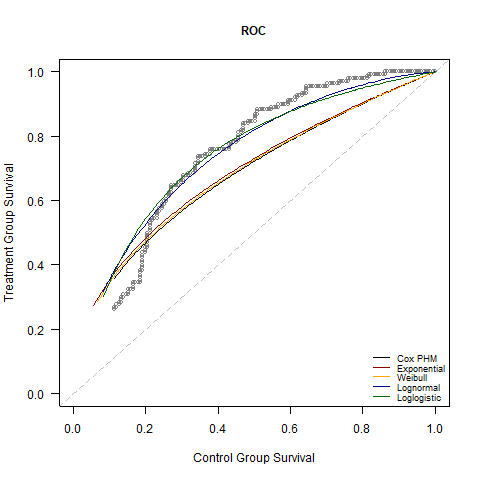 ROC
Treatment Group Survival
1.0
0.8
0.6
0.4
0.2
0.0
Cox PHM
Exponential
Weibull
Lognormal
Loglogistic
0.0 0.2 0.4 0.6 0.8 1.0
Control Group Survival